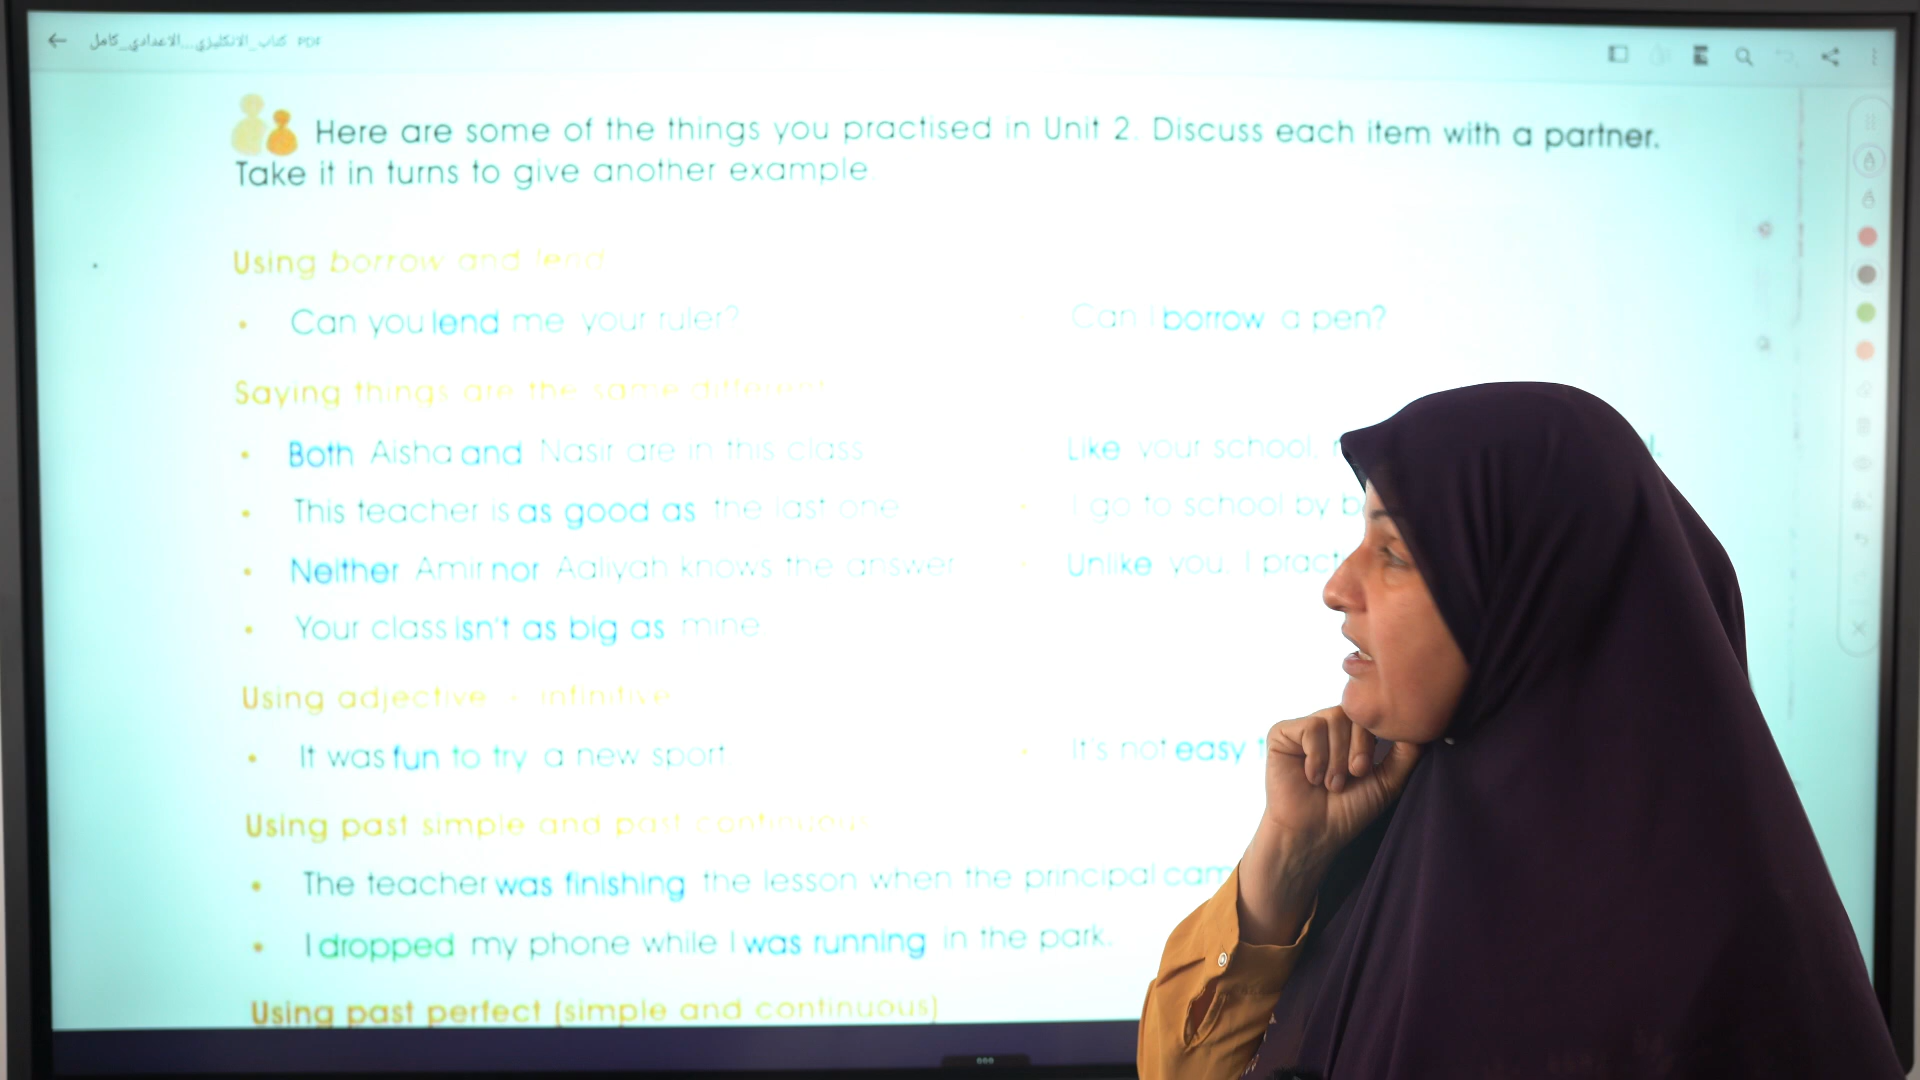 كتاب_الانكليزي...الاعدادي_كامل PDF
Here are some of the things you practised in Unit 2. Discuss each item with a partner.
Take it in turns to give another example
Using borrow and lend
• Can you lend me your ruler?
Can I borrow a pen?
Saying things are the same different
• Both Aisha and Nasir are in this class
Like your school,
• This teacher is as good as the last one
• I go to school by
• Neither Amir nor Aaliyah knows the answer
• Unlike you, I
• Your class isn't as big as mine.
Using adjective + infinitive
• It was fun to try a new sport.
• It's not easy
Using past simple and past continuous
• The teacher was finishing the lesson when the principal
• I dropped my phone while I was running in the park.
Using past perfect (simple and continuous)